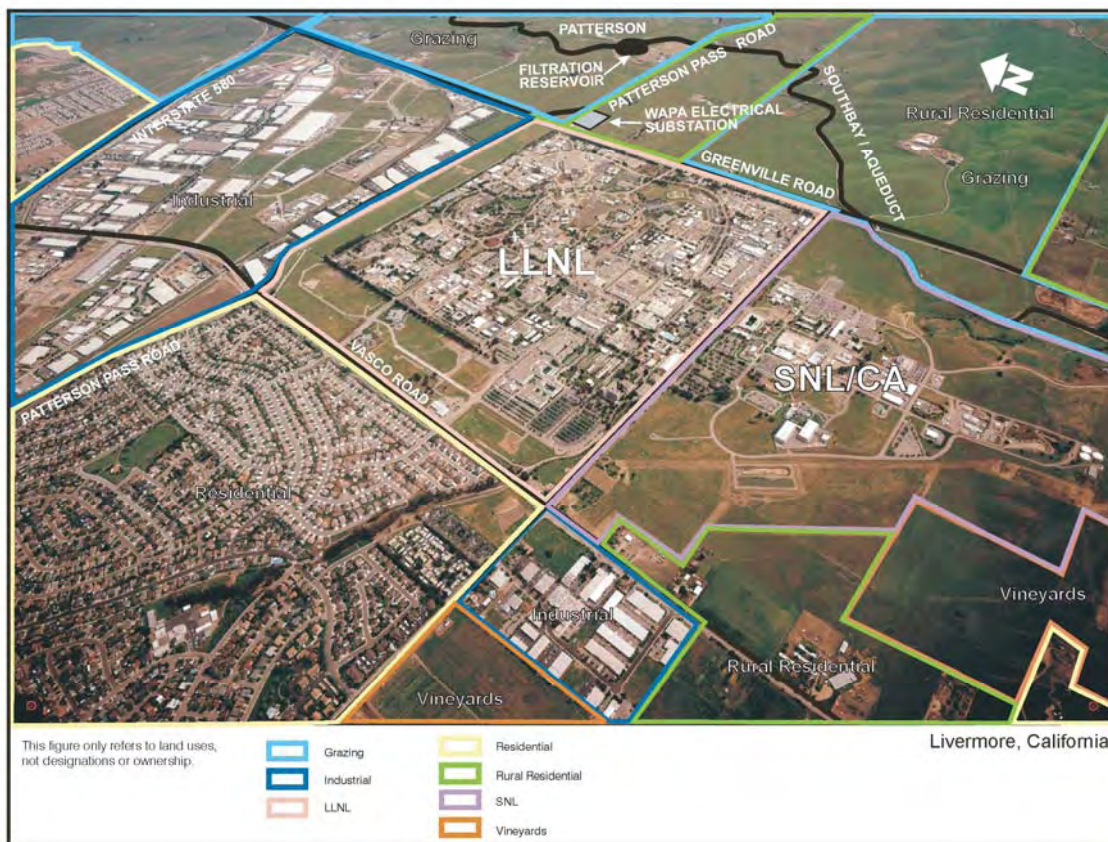 PATTERSON
Grazing
FILTRATION
RESERVOIR
PATTERSON PASS ROAD
N
INTERSTATE 580
WAPA ELECTRICAL
SUBSTATION
SOUTHBAY / AQUEDUCT
Rural Residential
Industrial
GREENVILLE ROAD
Grazing
LLNL
SNL/CA
PATTERSON PASS ROAD
VASCO ROAD
Residential
Vineyards
Industrial
Rural Residential
Vineyards
This figure only refers to land uses,
not designations or ownership.
Grazing
Industrial
LLNL
Residential
Rural Residential
SNL
Vineyards
Livermore, California